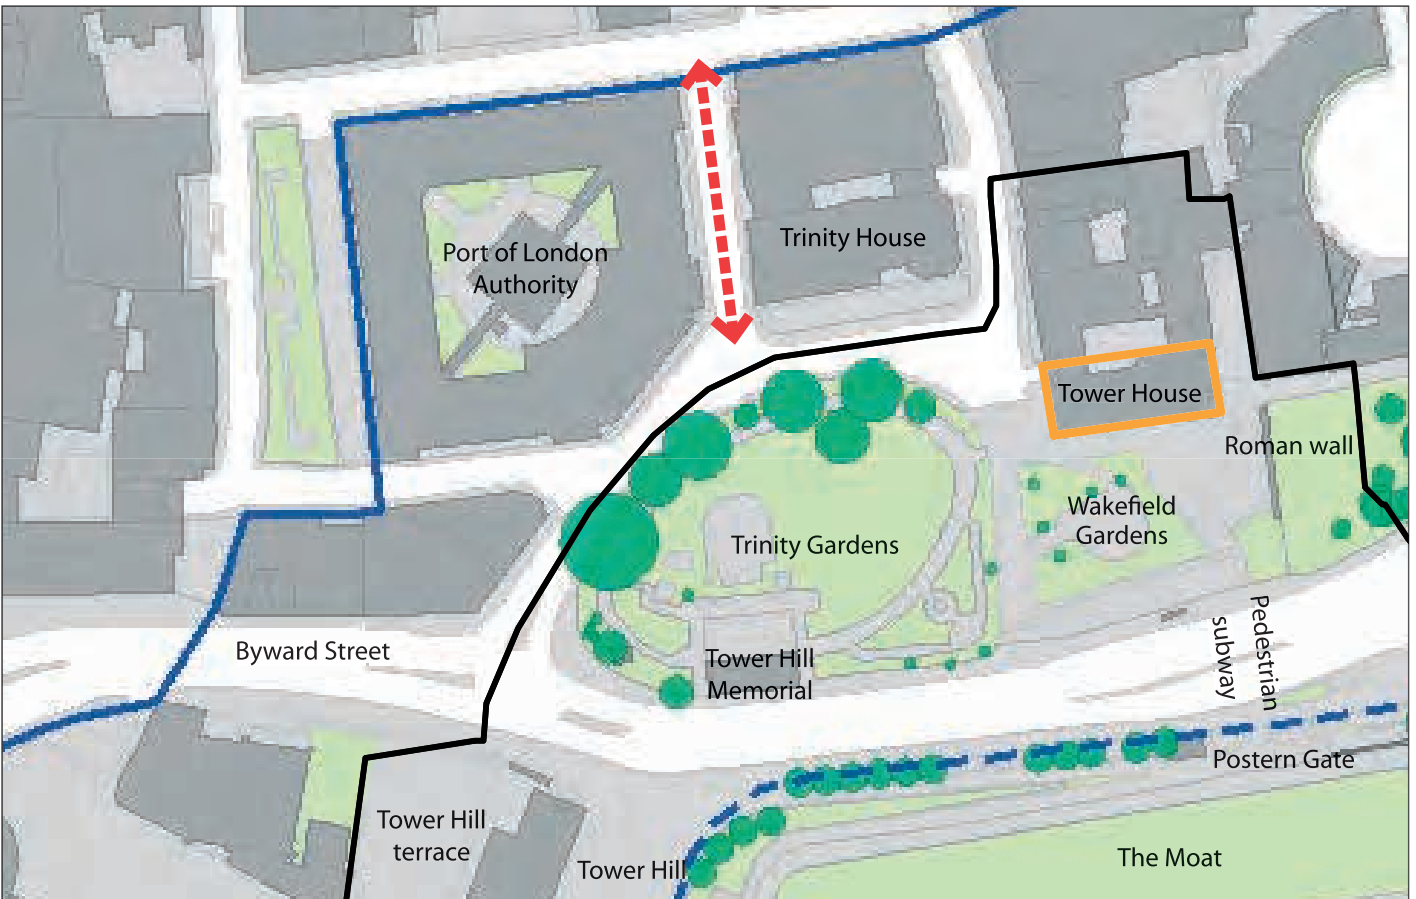 Port of London
Authority
Trinity House
Tower House
Roman wall
Wakefield
Gardens
Trinity Gardens
Pedestrian
subway
Byward Street
Tower Hill
Memorial
Postern Gate
Tower Hill
terrace
Tower Hill
The Moat